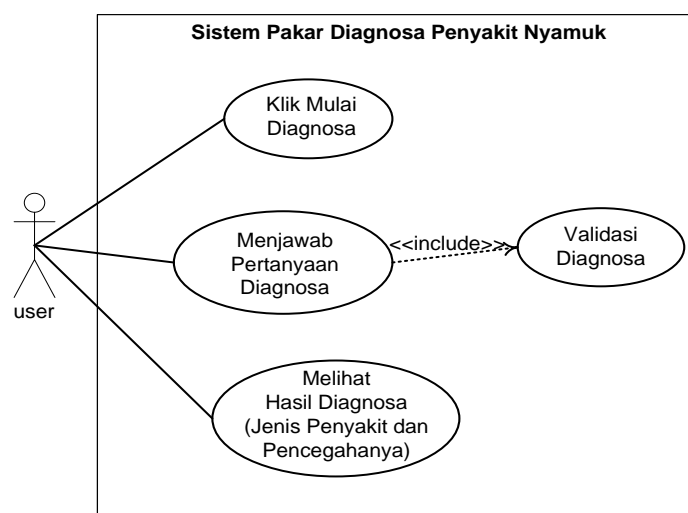 Sistem Pakar Diagnosa Penyakit Nyamuk
Klik Mulai
Diagnosa
Menjawab
Pertanyaan
Diagnosa
<<include>>
Validasi
Diagnosa
user
Melihat
Hasil Diagnosa
(Jenis Penyakit dan
Pencegahanya)